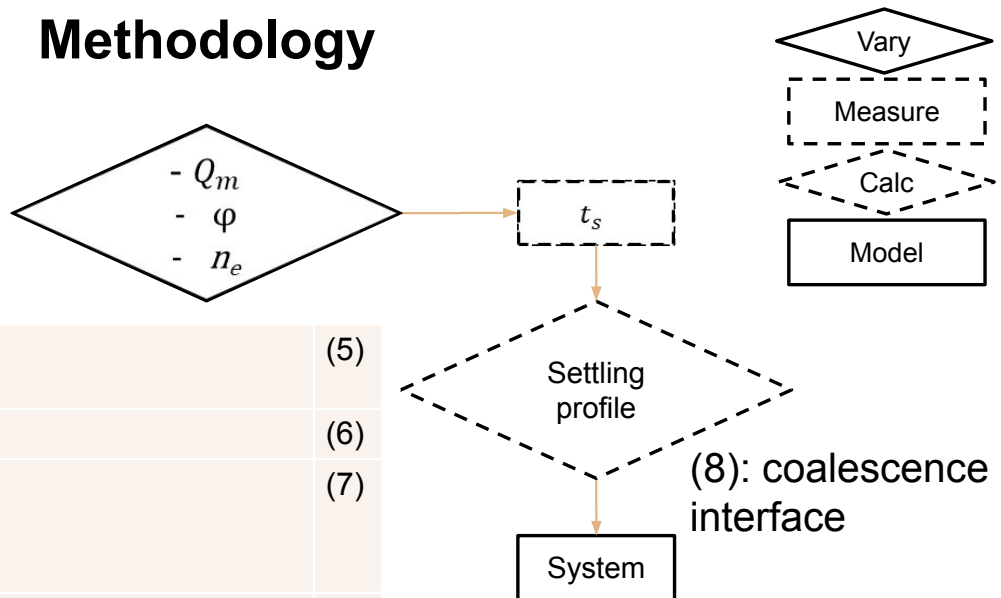 Methodology
Vary
Measure
Calc
Model
- Q_m
- φ
- n_e
t_s
Settling
profile
(5)
(6)
(7)
(8): coalescence
interface
System